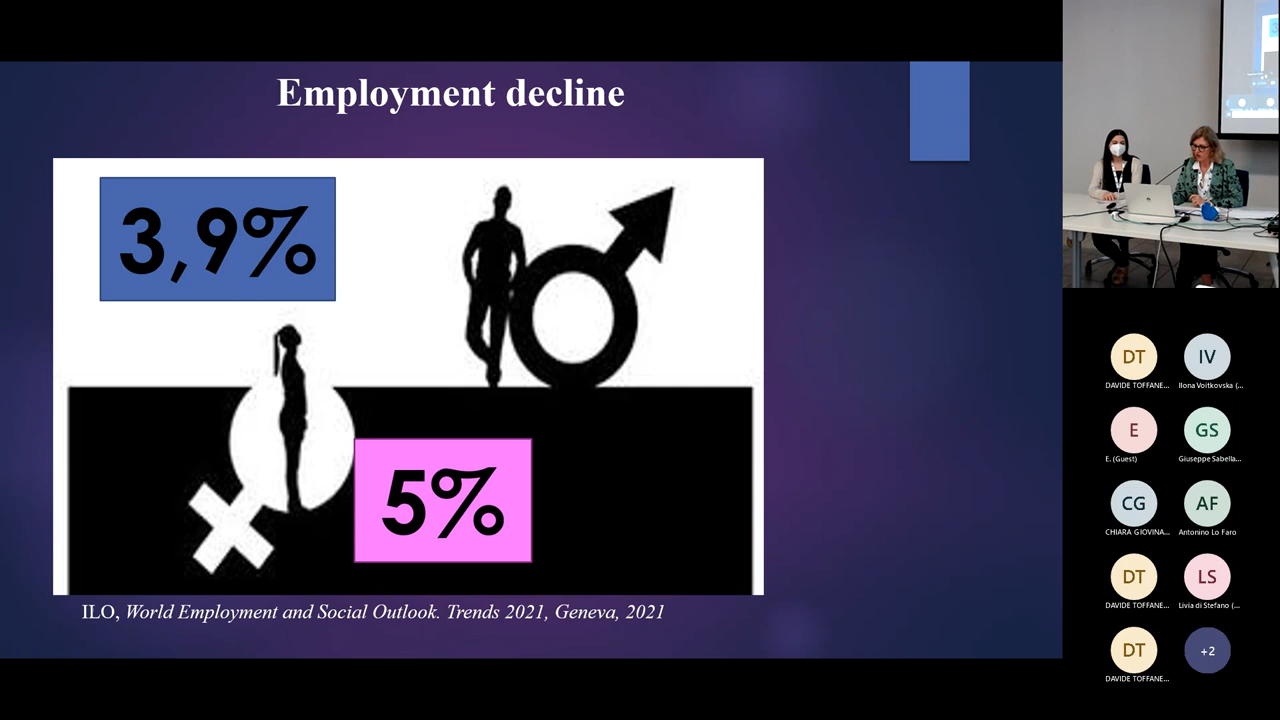 Employment decline
3,9%
5%
ILO, World Employment and Social Outlook. Trends 2021, Geneva, 2021
DT
DAVIDE TOFFANE...
IV
Ilona Voitkovska (...
E
E. (Guest)
GS
Giuseppe Sabella...
CG
CHIARA GIOVINA...
AF
Antonino Lo Faro
DT
DAVIDE TOFFANE...
LS
Livia di Stefano (...
DT
DAVIDE TOFFANE...
+2